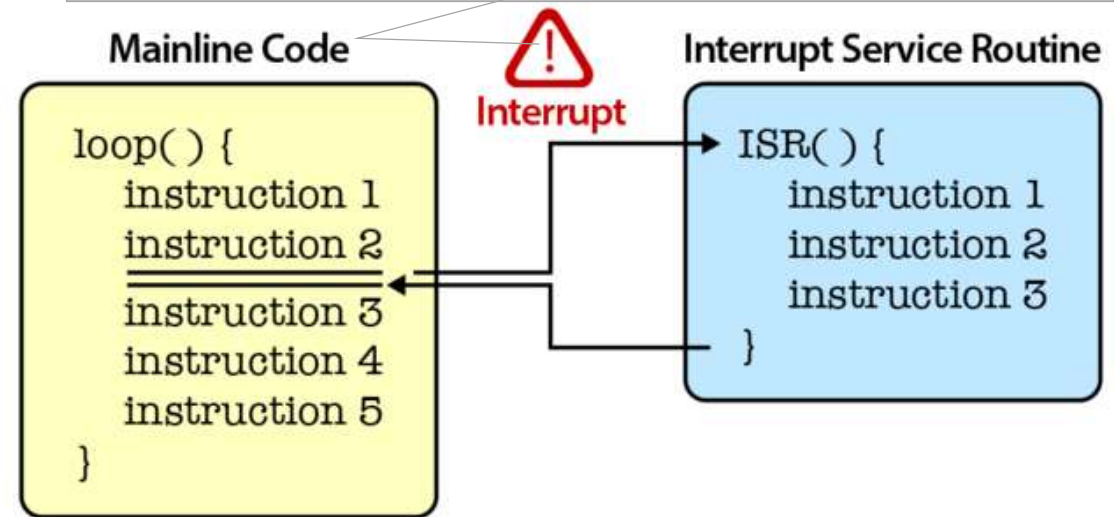 Mainline Code
loop( ) {
instruction 1
instruction 2
instruction 3
instruction 4
instruction 5
}
!
Interrupt
Interrupt Service Routine
ISR( ) {
instruction 1
instruction 2
instruction 3
}